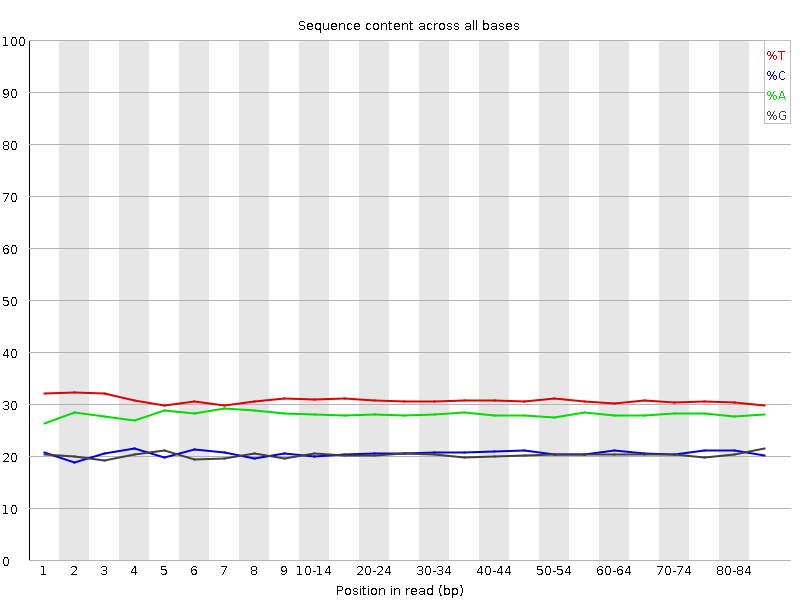 Sequence content across all bases
100
90
80
70
60
50
40
30
20
10
0
%T
%C
%A
%G
1 2 3 4 5 6 7 8 9 10-14 20-24 30-34 40-44 50-54 60-64 70-74 80-84
Position in read (bp)